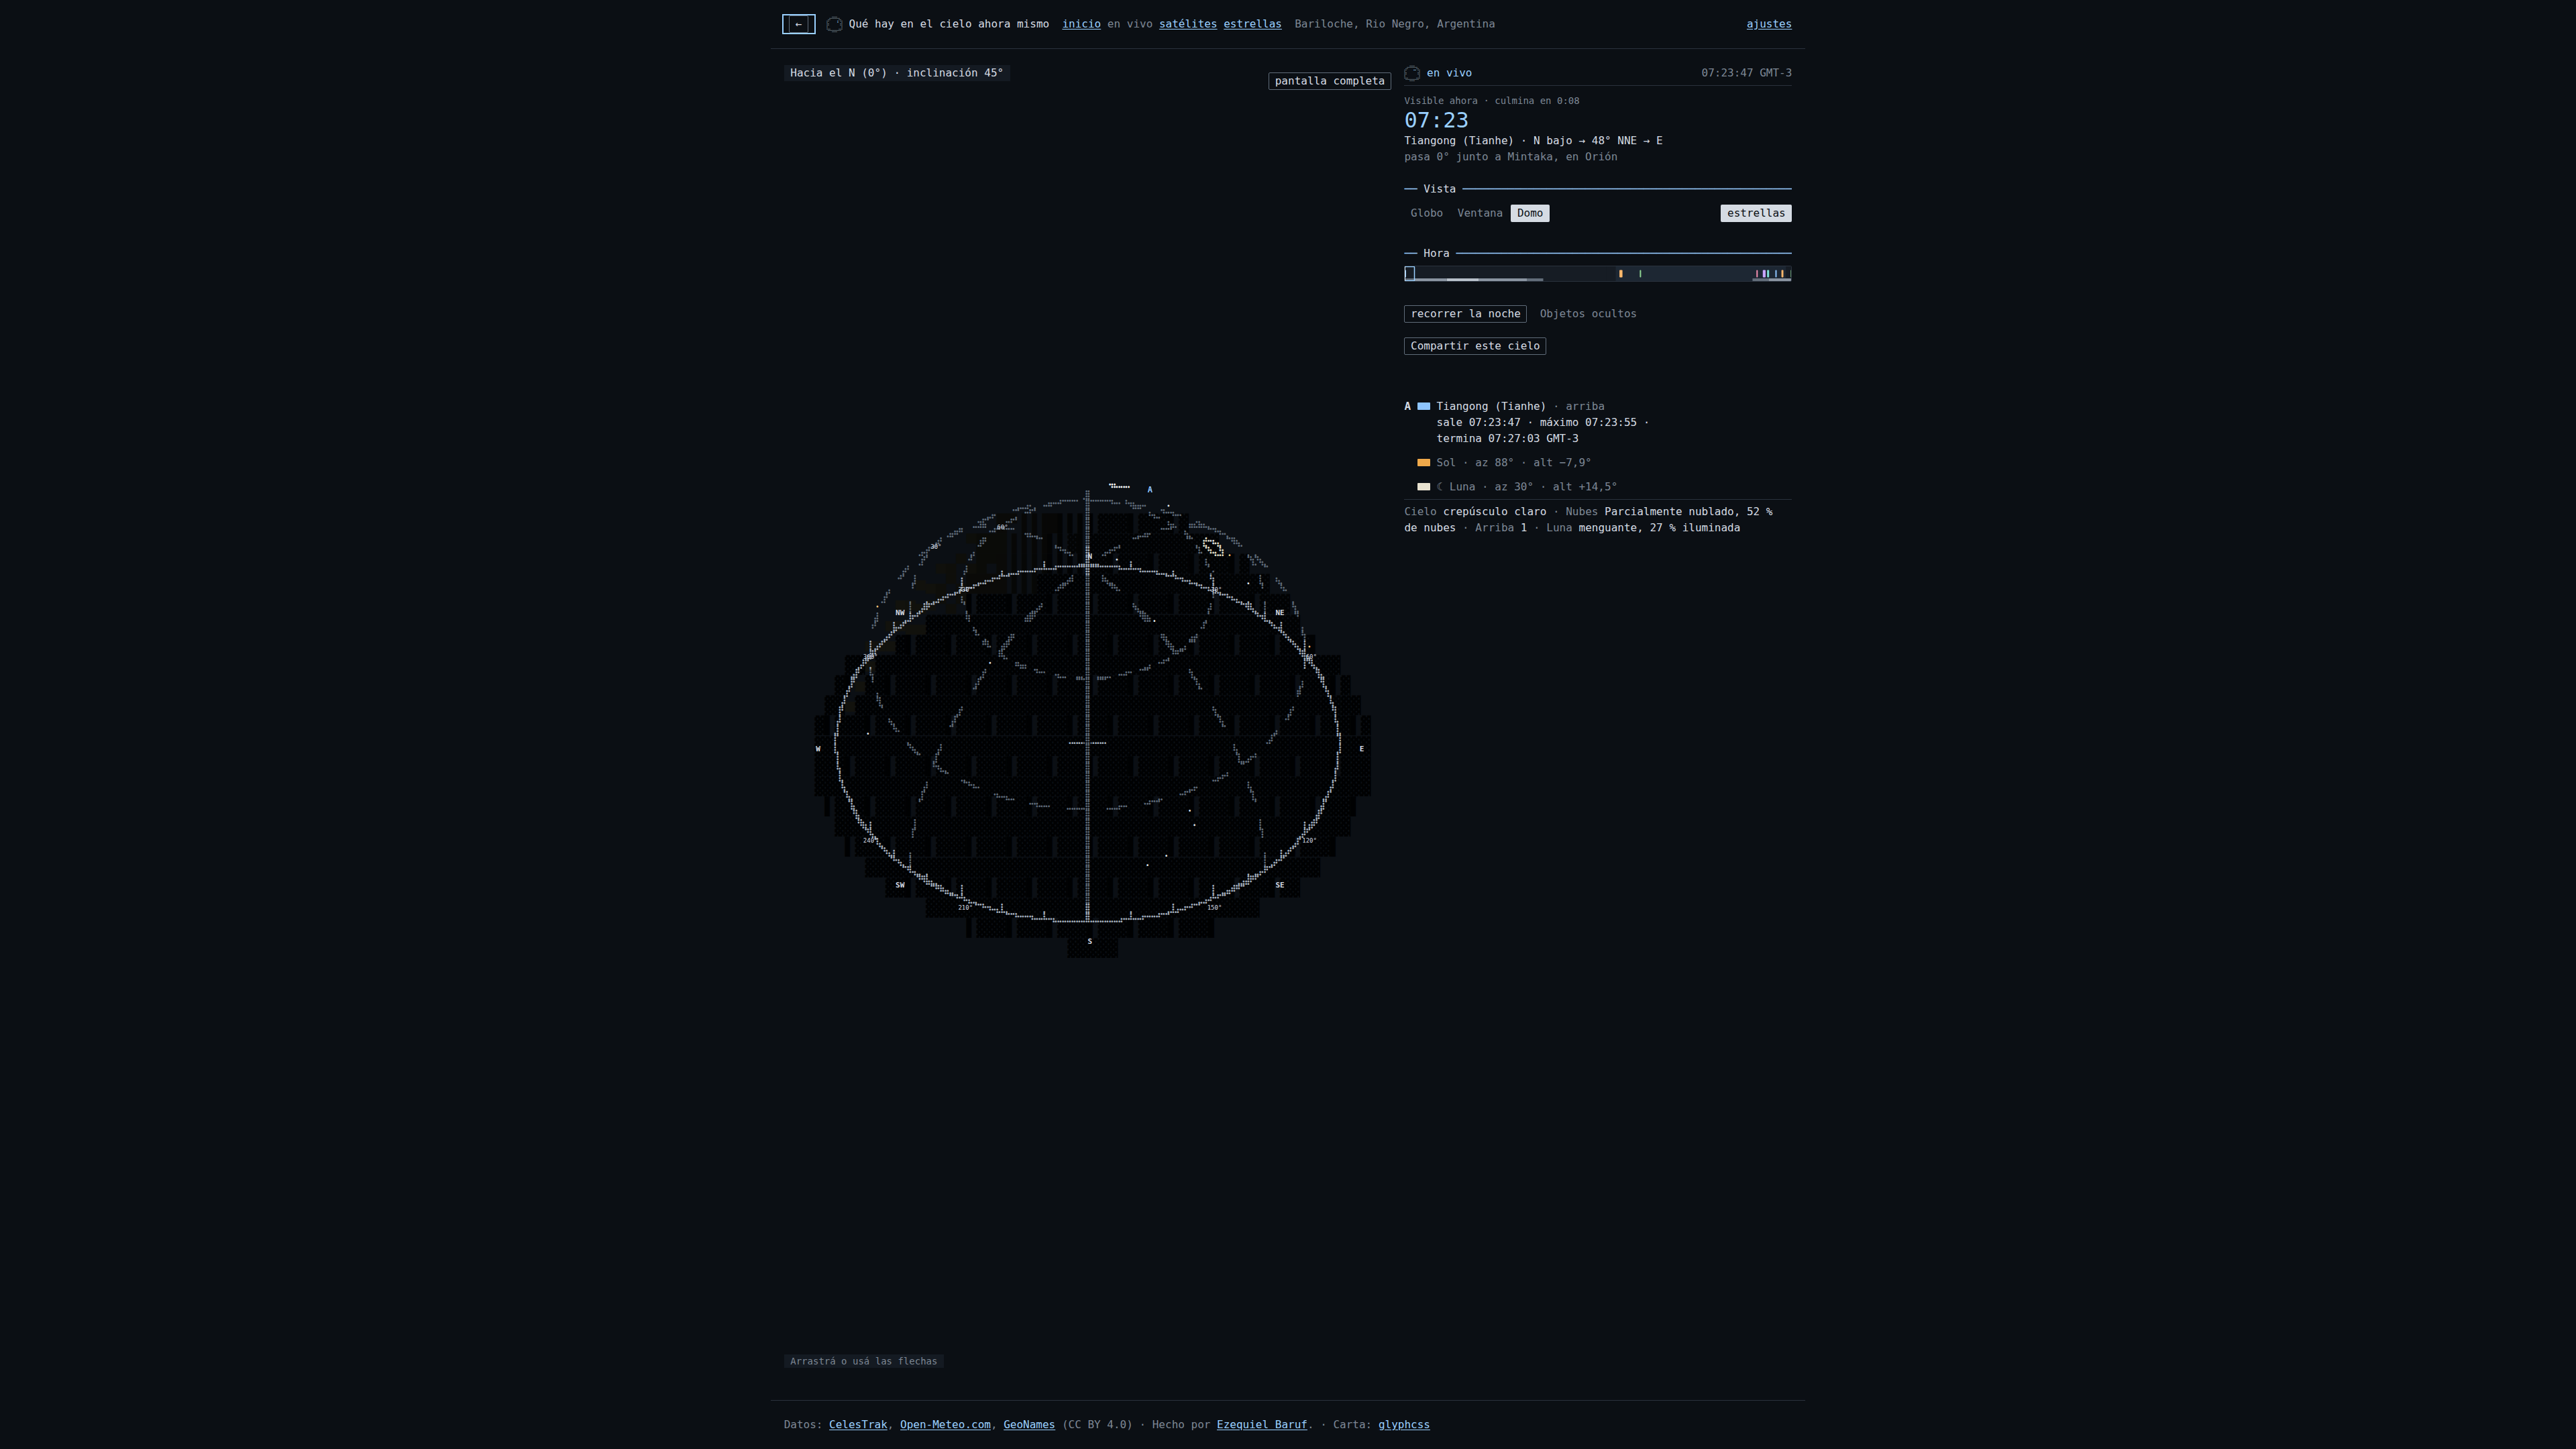 ← Qué hay en el cielo ahora mismo inicio en vivo satélites estrellas Bariloche, Rio Negro, Argentina ajustes
Hacia el N (0°) · inclinación 45°
pantalla completa
en vivo 07:23:47 GMT-3
Visible ahora · culmina en 0:08
07:23
Tiangong (Tianhe) · N bajo → 48° NNE → E
pasa 0° junto a Mintaka, en Orión
Vista
Globo Ventana Domo estrellas
Hora
recorrer la noche Objetos ocultos
Compartir este cielo
A Tiangong (Tianhe) · arriba
sale 07:23:47 · máximo 07:23:55 ·
termina 07:27:03 GMT-3
Sol · az 88° · alt −7,9°
☾ Luna · az 30° · alt +14,5°
Cielo crepúsculo claro · Nubes Parcialmente nublado, 52 %
de nubes · Arriba 1 · Luna menguante, 27 % iluminada
A
60°
30°
N
NW
NE
W
E
240°
120°
SW
SE
210°
150°
S
Arrastrá o usá las flechas
Datos: CelesTrak, Open-Meteo.com, GeoNames (CC BY 4.0) · Hecho por Ezequiel Baruf. · Carta: glyphcss